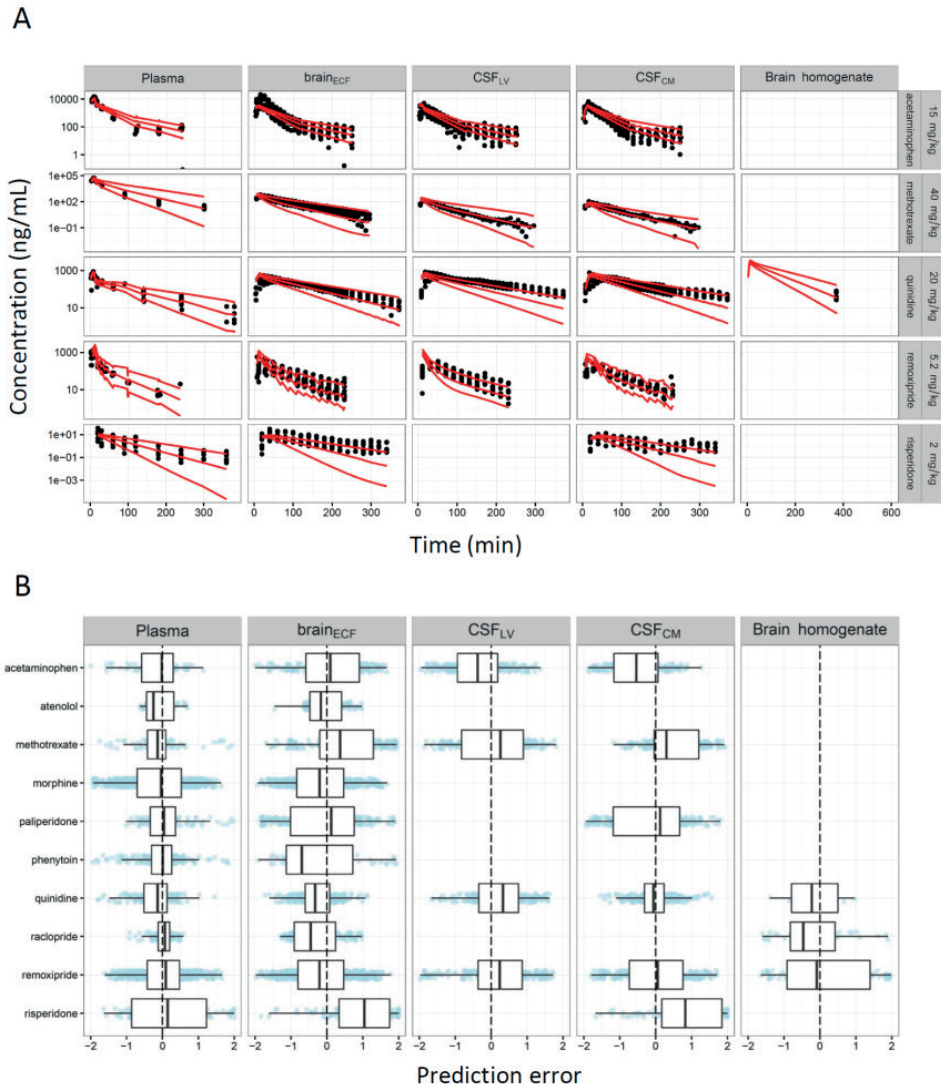 A
Plasma brainECF CSFLV CSFCM Brain homogenate
Concentration (ng/mL)
10000
100
1
15 mg/kg
acetaminophen
1e+05
1e+02
1e-01
40 mg/kg
methotrexate
1000
10
20 mg/kg
quinidine
1000
10
5.2 mg/kg
remoxipride
1e+01
1e-01
1e-03
2 mg/kg
risperidone
0 100 200 300 0 100 200 300 0 100 200 300 0 100 200 300 0 200 400 600
Time (min)
B
Plasma brainECF CSFLV CSFCM Brain homogenate
acetaminophen
atenolol
methotrexate
morphine
paliperidone
phenytoin
quinidine
raclopride
remoxipride
risperidone
-2 -1 0 1 2 -2 -1 0 1 2 -2 -1 0 1 2 -2 -1 0 1 2 -2 -1 0 1 2
Prediction error